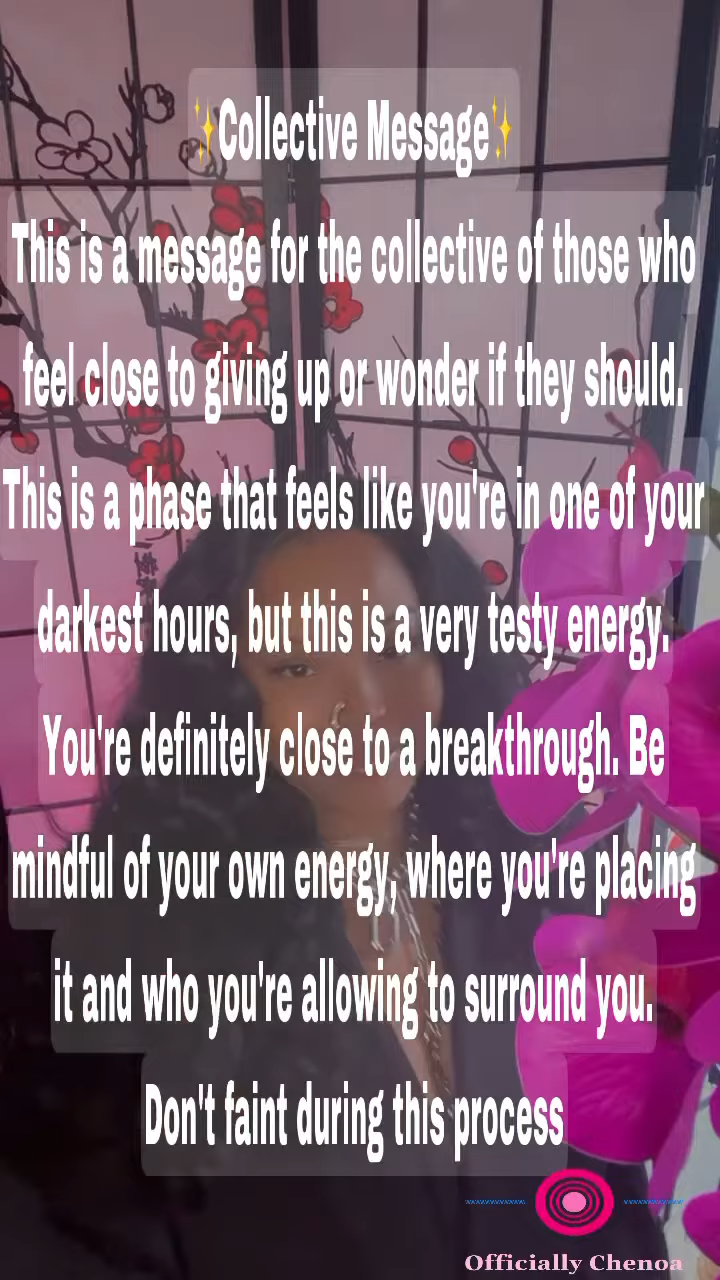 ✨Collective Message✨
This is a message for the collective of those who
feel close to giving up or wonder if they should.
This is a phase that feels like you're in one of your
darkest hours, but this is a very testy energy.
You're definitely close to a breakthrough. Be
mindful of your own energy, where you're placing
it and who you're allowing to surround you.
Don't faint during this process
Officially Chenoa